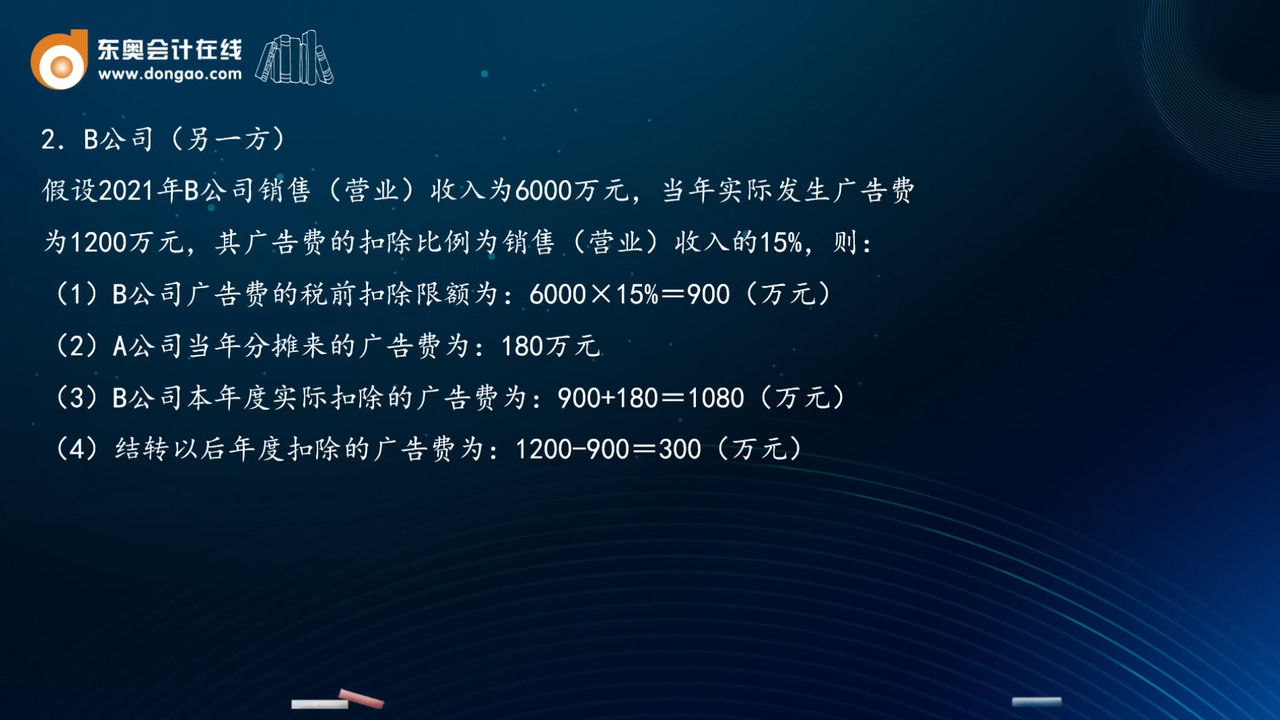 东奥会计在线
www.dongao.com
2．B公司（另一方）
假设2021年B公司销售（营业）收入为6000万元，当年实际发生广告费
为1200万元，其广告费的扣除比例为销售（营业）收入的15%，则：
（1）B公司广告费的税前扣除限额为：6000×15%＝900（万元）
（2）A公司当年分摊来的广告费为：180万元
（3）B公司本年度实际扣除的广告费为：900+180＝1080（万元）
（4）结转以后年度扣除的广告费为：1200-900＝300（万元）